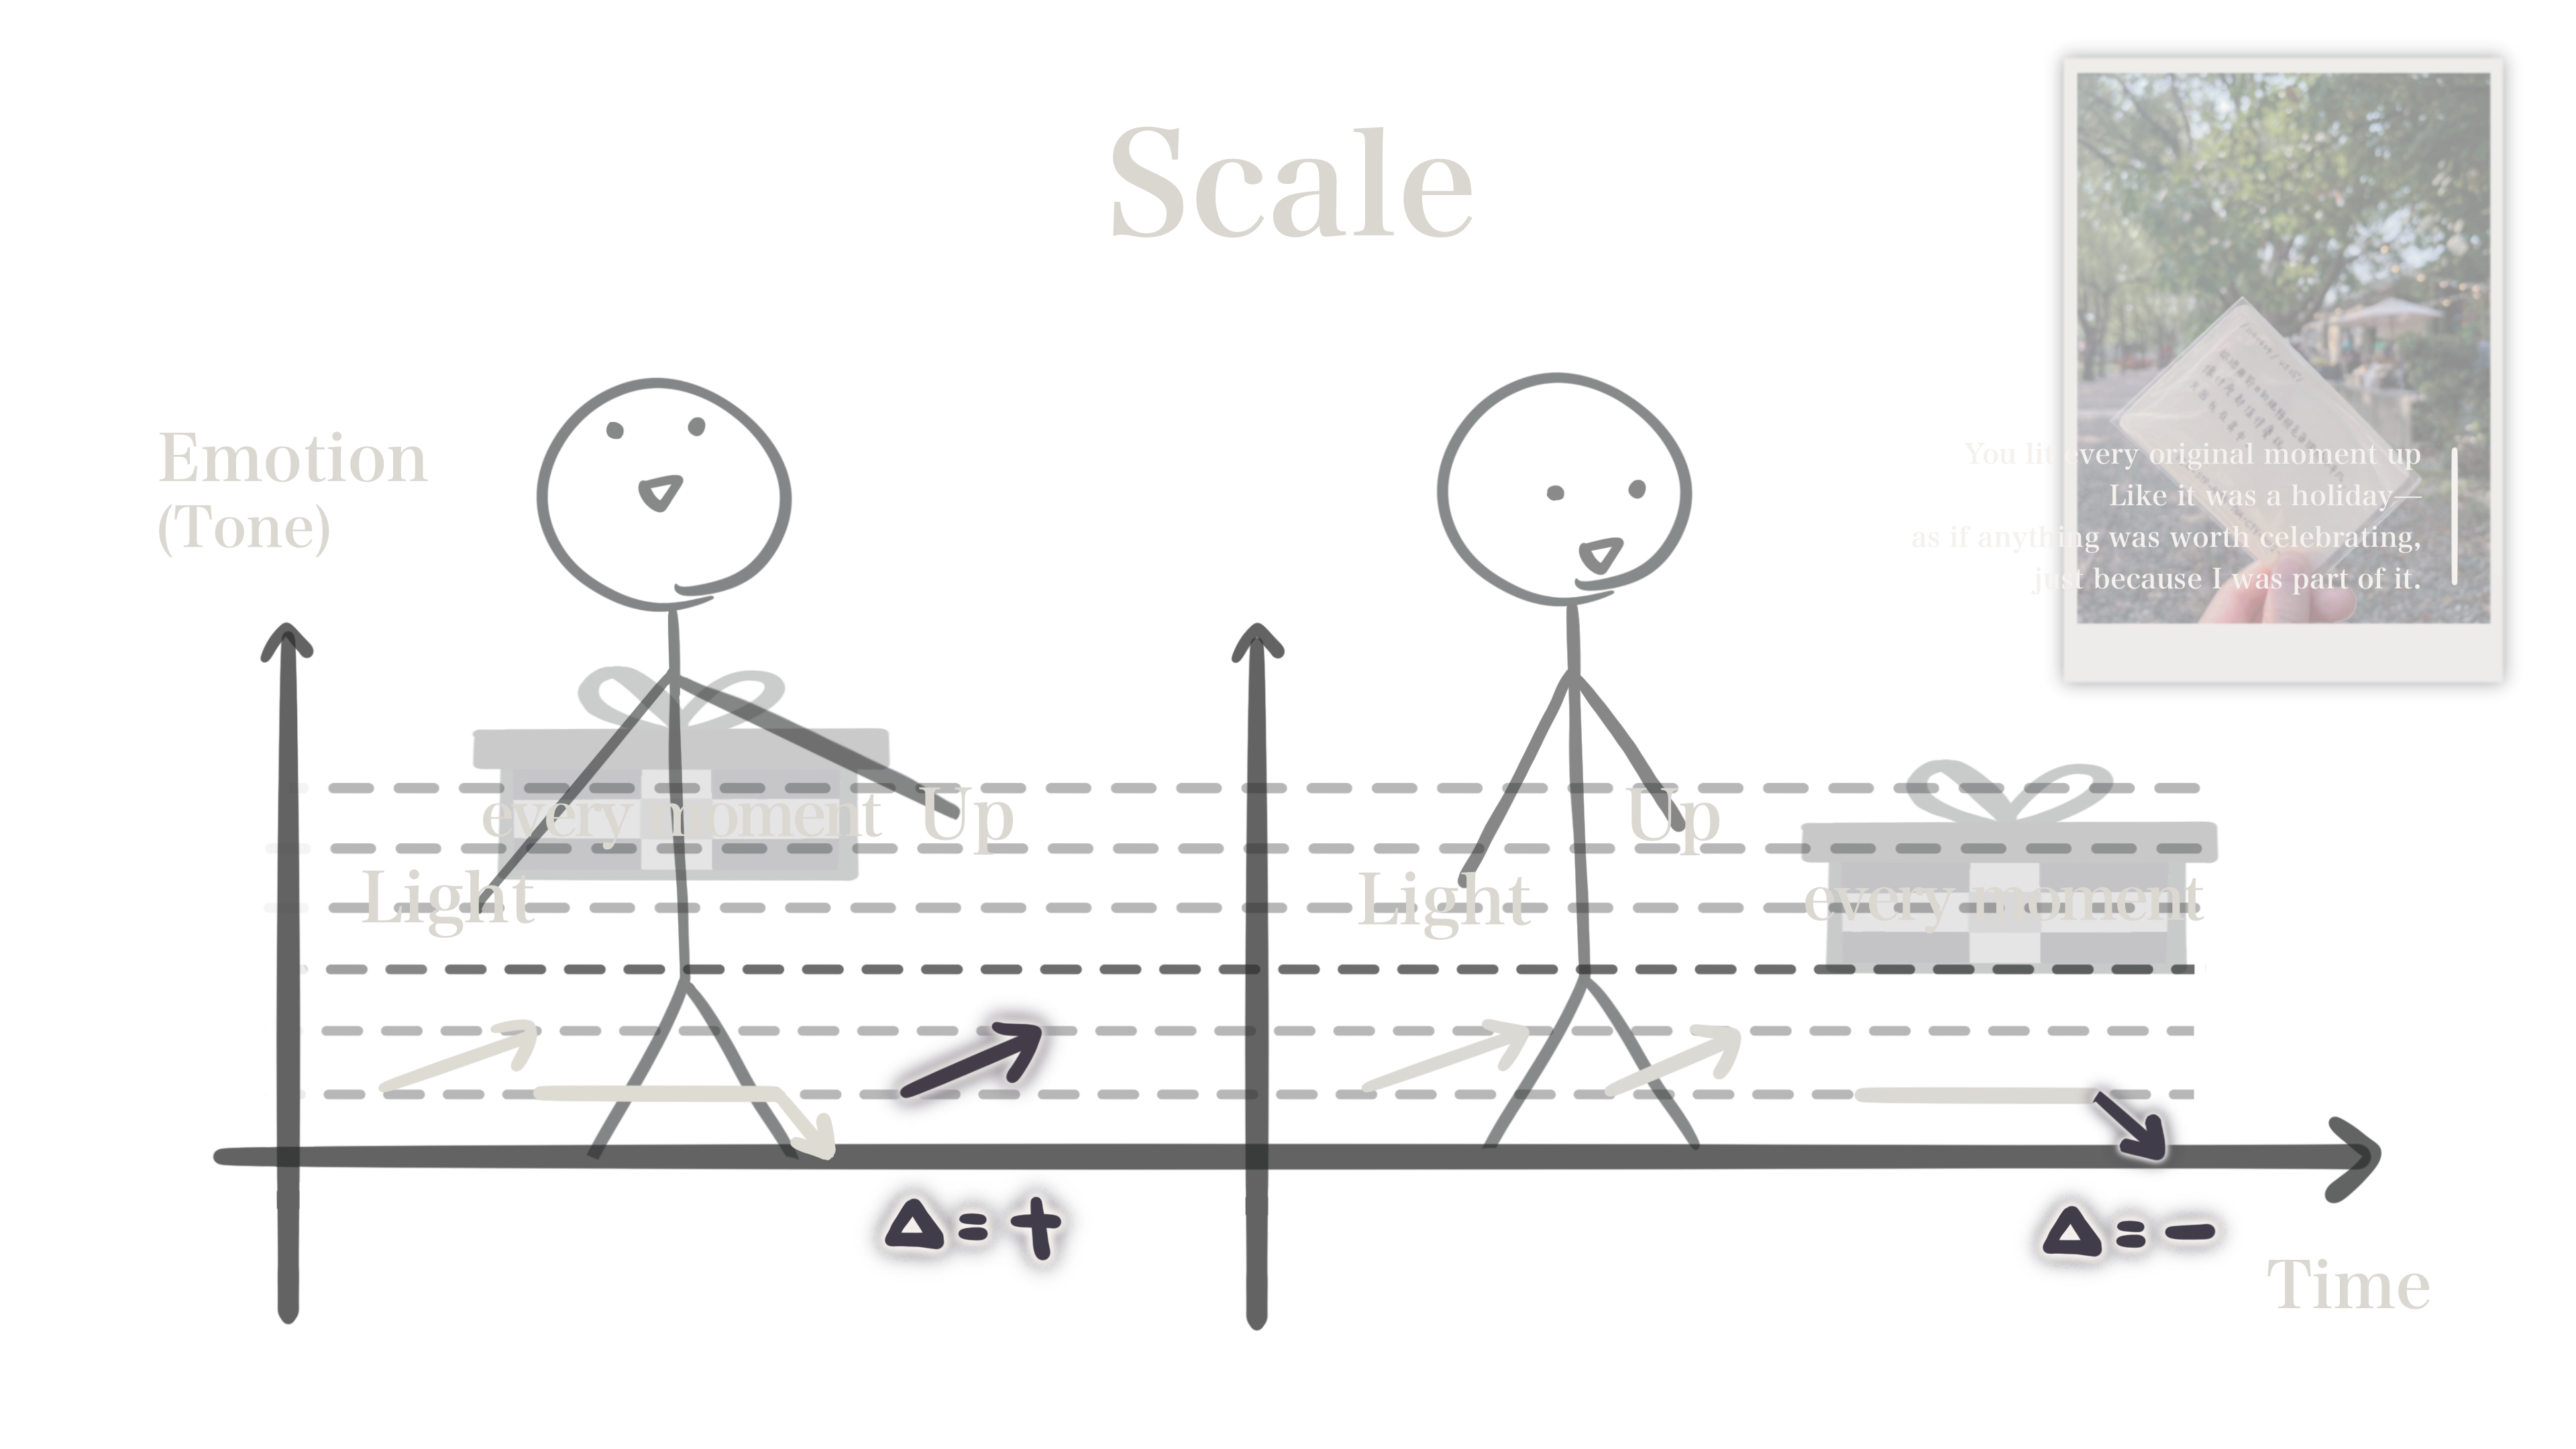 Scale
You lit every original moment up
Like it was a holiday—
as if anything was worth celebrating,
just because I was part of it.
Emotion
(Tone)
Light
every moment
Up
Light
Up
every moment
Δ= +
Δ= −
Time